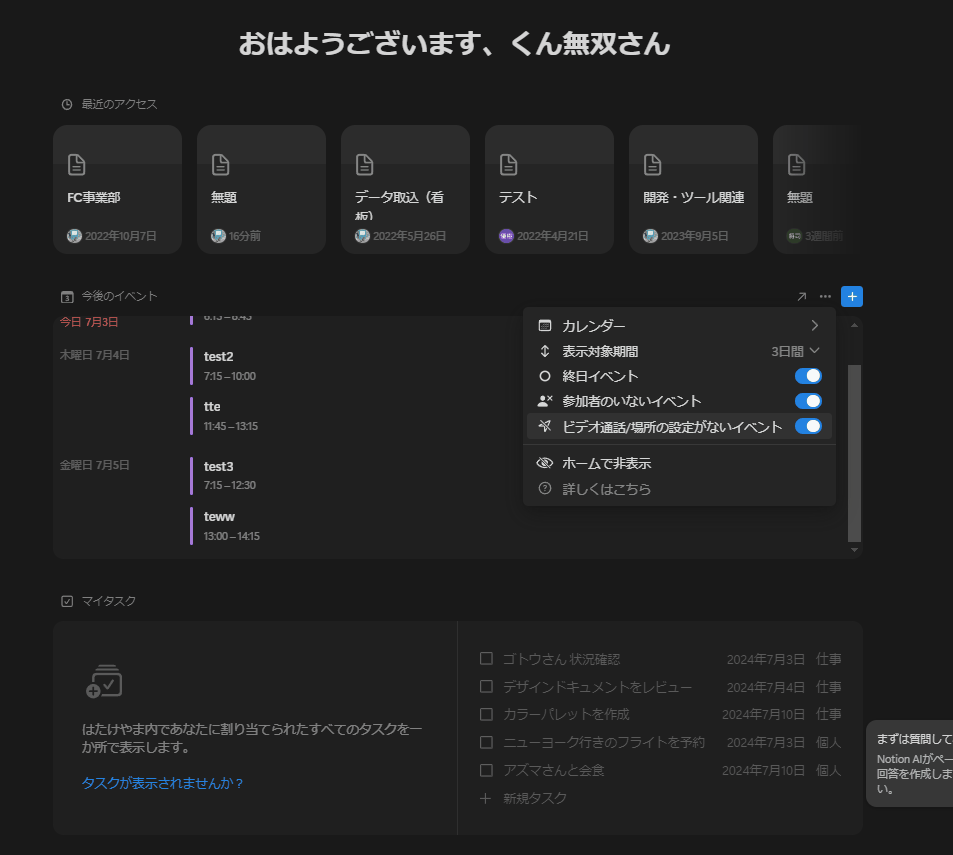 おはようございます、くん無双さん
最近のアクセス
FC事業部
2022年10月7日
無題
16分前
データ取込（看
板）
2022年5月26日
テスト
2022年4月21日
開発・ツール関連
2023年9月5日
無題
3週間前
今後のイベント
今日 7月3日
木曜日 7月4日
test2
7:15 – 10:00
tte
11:45 – 13:15
金曜日 7月5日
test3
7:15 – 12:30
teww
13:00 – 14:15
カレンダー
表示対象期間 3日間
終日イベント
参加者のいないイベント
ビデオ通話/場所の設定がないイベント
ホームで非表示
詳しくはこちら
マイタスク
はたけやま内であなたに割り当てられたすべてのタスクを一
か所で表示します。
タスクが表示されませんか？
ゴトウさん 状況確認 2024年7月3日 仕事
デザインドキュメントをレビュー 2024年7月4日 仕事
カラーパレットを作成 2024年7月10日 仕事
ニューヨーク行きのフライトを予約 2024年7月3日 個人
アズマさんと会食 2024年7月10日 個人
新規タスク
まずは質問して
Notion AIがペー
回答を作成しま
い。